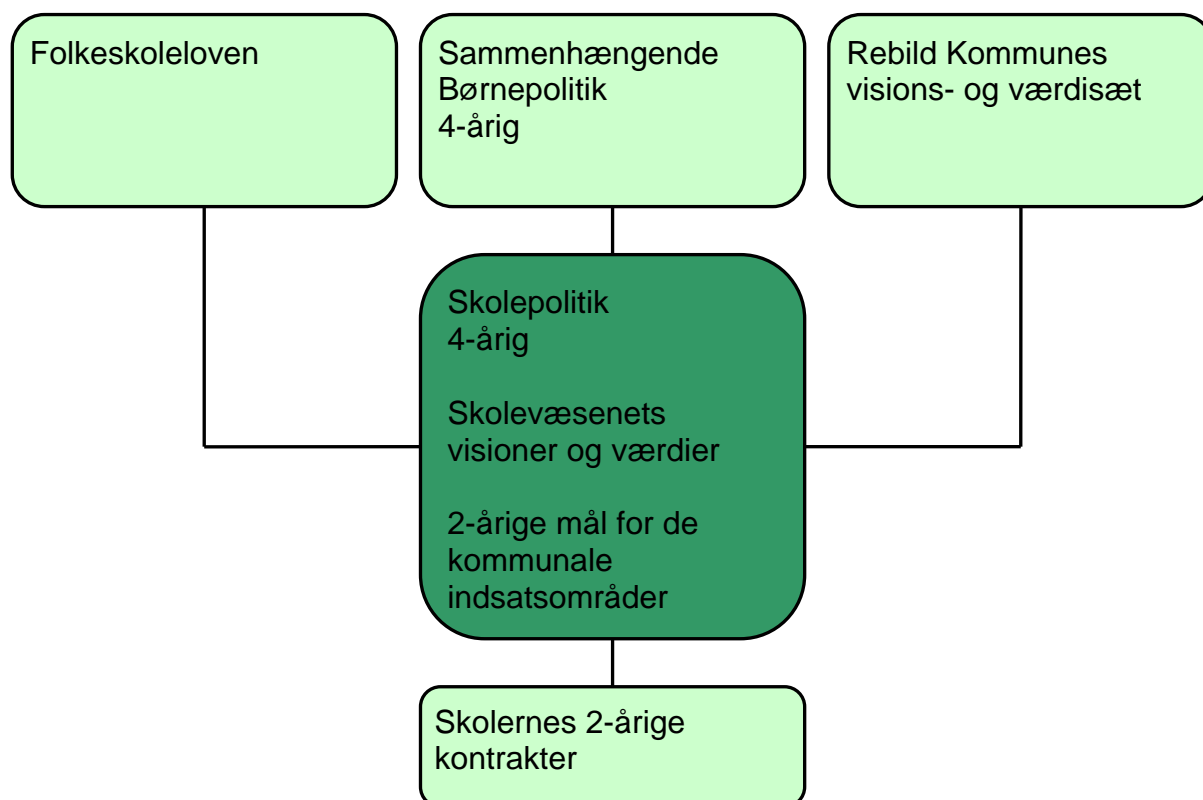 Folkeskoleloven
Sammenhængende
Børnepolitik
4-årig
Rebild Kommunes
visions- og værdisæt
Skolepolitik
4-årig
Skolevæsenets
visioner og værdier
2-årige mål for de
kommunale
indsatsområder
Skolernes 2-årige
kontrakter